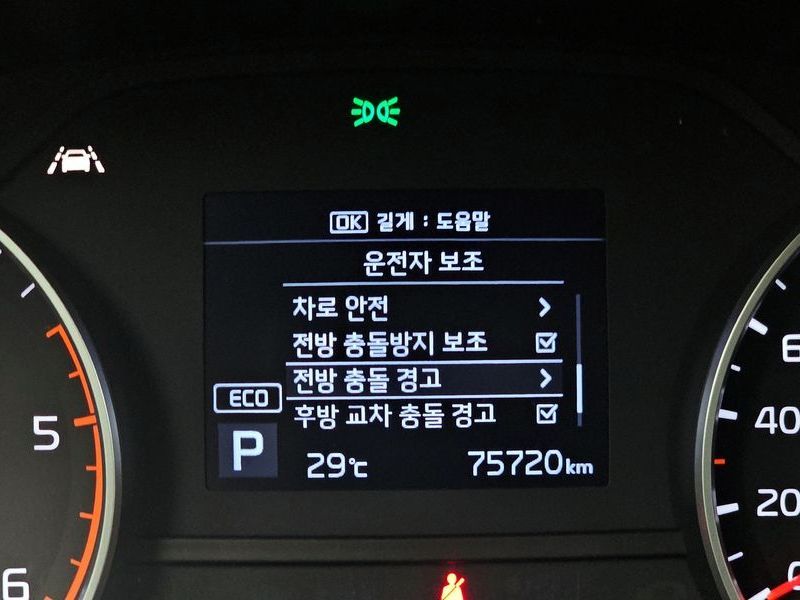 OK 길게 : 도움말
운전자 보조
차로 안전
전방 충돌방지 보조
전방 충돌 경고
후방 교차 충돌 경고
ECO
P
29℃
75720km
5
6
6
40
20
0